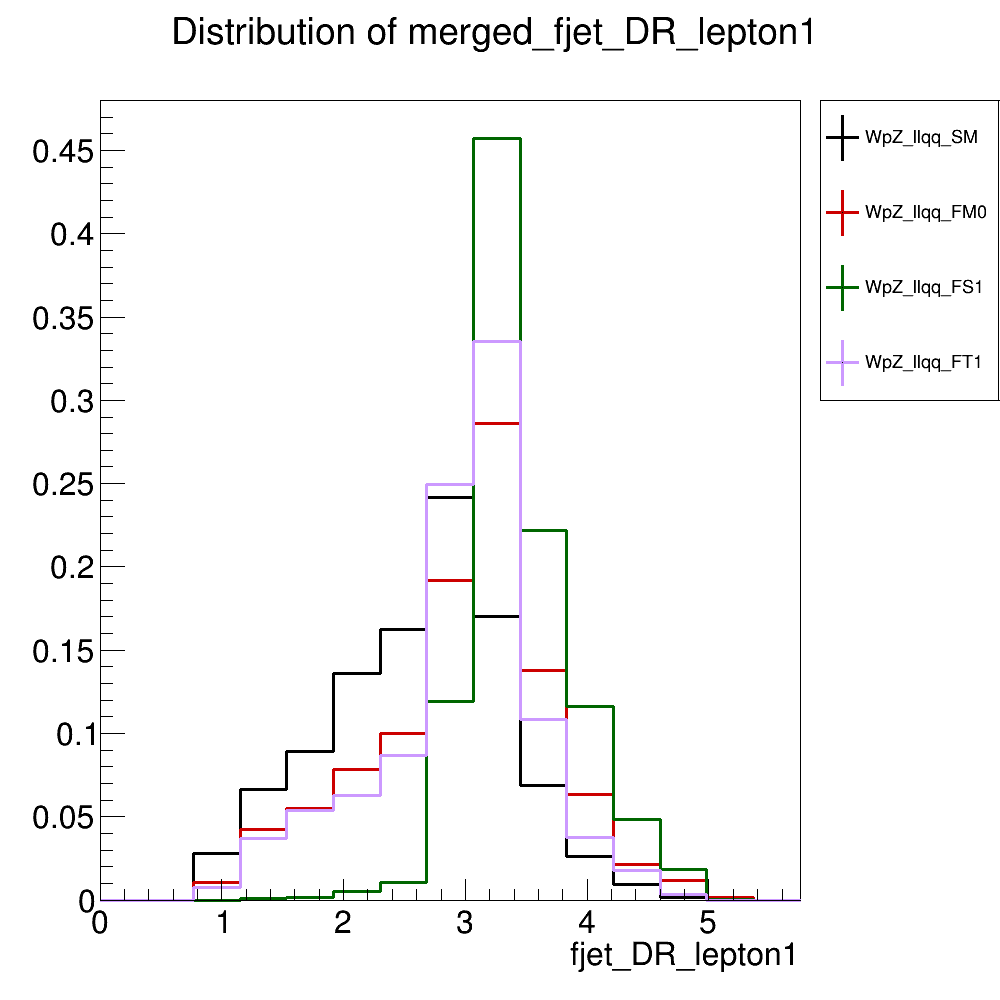 Distribution of merged_fjet_DR_lepton1
WpZ_llqq_SM
WpZ_llqq_FM0
WpZ_llqq_FS1
WpZ_llqq_FT1
0.45
0.4
0.35
0.3
0.25
0.2
0.15
0.1
0.05
0
0 1 2 3 4 5
fjet_DR_lepton1